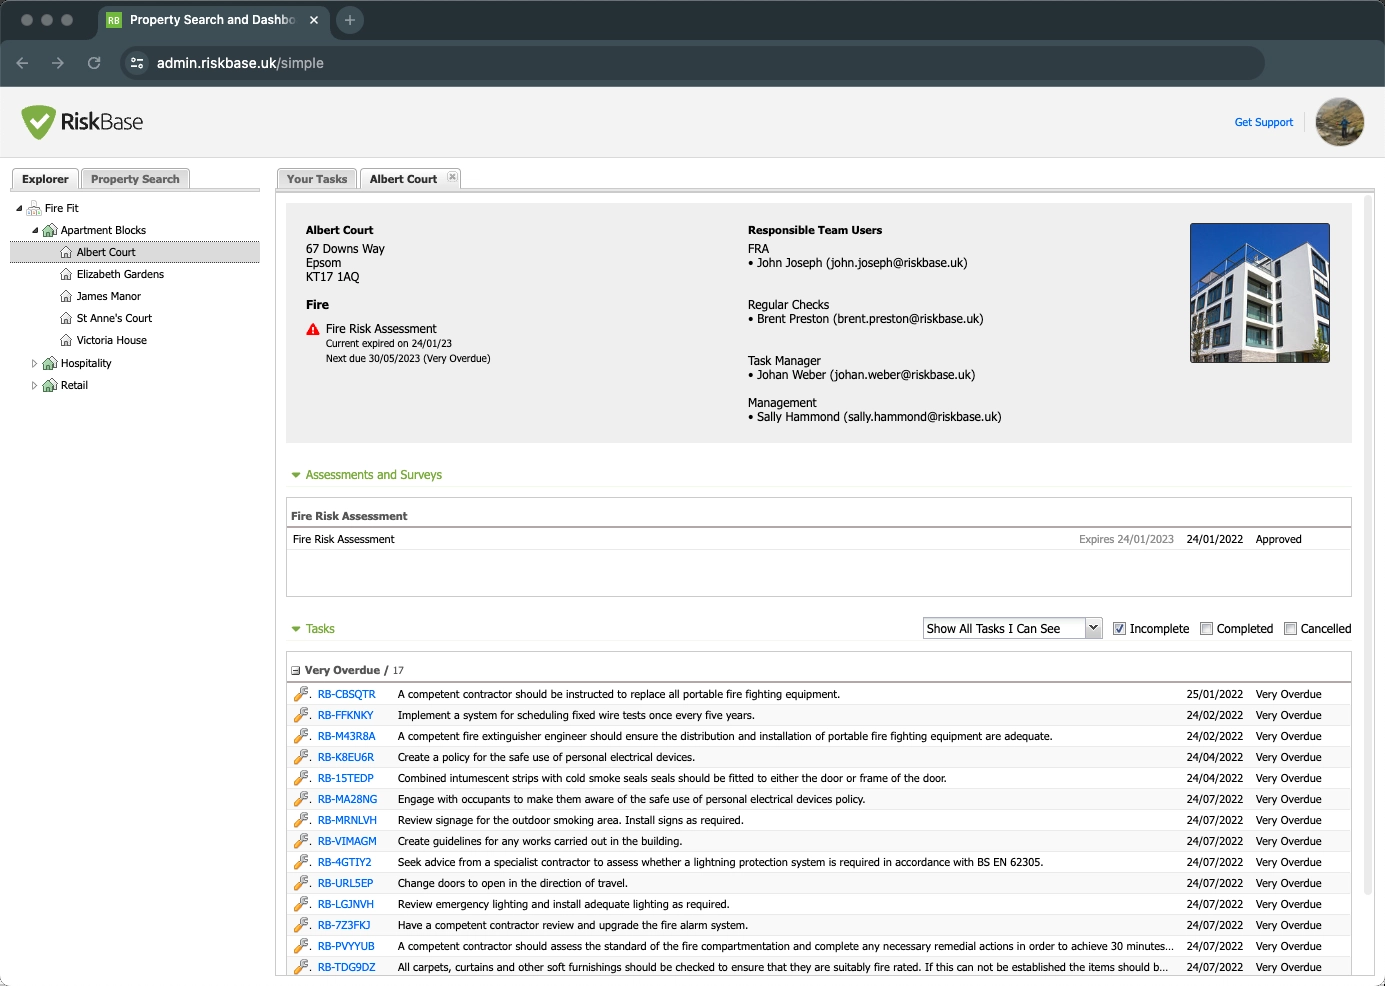 RB Property Search and Dashbo
admin.riskbase.uk/simple
RiskBase
Get Support
Explorer
Property Search
Fire Fit
Apartment Blocks
Albert Court
Elizabeth Gardens
James Manor
St Anne's Court
Victoria House
Hospitality
Retail
Your Tasks
Albert Court
Albert Court
67 Downs Way
Epsom
KT17 1AQ
Fire
Fire Risk Assessment
Current expired on 24/01/23
Next due 30/05/2023 (Very Overdue)
Responsible Team Users
FRA
• John Joseph (john.joseph@riskbase.uk)
Regular Checks
• Brent Preston (brent.preston@riskbase.uk)
Task Manager
• Johan Weber (johan.weber@riskbase.uk)
Management
• Sally Hammond (sally.hammond@riskbase.uk)
Assessments and Surveys
Fire Risk Assessment
Fire Risk Assessment Expires 24/01/2023 24/01/2022 Approved
Tasks
Show All Tasks I Can See Incomplete Completed Cancelled
Very Overdue / 17
RB-CBSQTR A competent contractor should be instructed to replace all portable fire fighting equipment. 25/01/2022 Very Overdue
RB-FFKNKY Implement a system for scheduling fixed wire tests once every five years. 24/02/2022 Very Overdue
RB-M43R8A A competent fire extinguisher engineer should ensure the distribution and installation of portable fire fighting equipment are adequate. 24/02/2022 Very Overdue
RB-K8EU6R Create a policy for the safe use of personal electrical devices. 24/04/2022 Very Overdue
RB-15TEDP Combined intumescent strips with cold smoke seals seals should be fitted to either the door or frame of the door. 24/04/2022 Very Overdue
RB-MA28NG Engage with occupants to make them aware of the safe use of personal electrical devices policy. 24/07/2022 Very Overdue
RB-MRNLVH Review signage for the outdoor smoking area. Install signs as required. 24/07/2022 Very Overdue
RB-VIMAGM Create guidelines for any works carried out in the building. 24/07/2022 Very Overdue
RB-4GTIY2 Seek advice from a specialist contractor to assess whether a lightning protection system is required in accordance with BS EN 62305. 24/07/2022 Very Overdue
RB-URL5EP Change doors to open in the direction of travel. 24/07/2022 Very Overdue
RB-LGJNVH Review emergency lighting and install adequate lighting as required. 24/07/2022 Very Overdue
RB-7Z3FKJ Have a competent contractor review and upgrade the fire alarm system. 24/07/2022 Very Overdue
RB-PVYYUB A competent contractor should assess the standard of the fire compartmentation and complete any necessary remedial actions in order to achieve 30 minutes... 24/07/2022 Very Overdue
RB-TDG9DZ All carpets, curtains and other soft furnishings should be checked to ensure that they are suitably fire rated. If this can not be established the items should b... 24/07/2022 Very Overdue